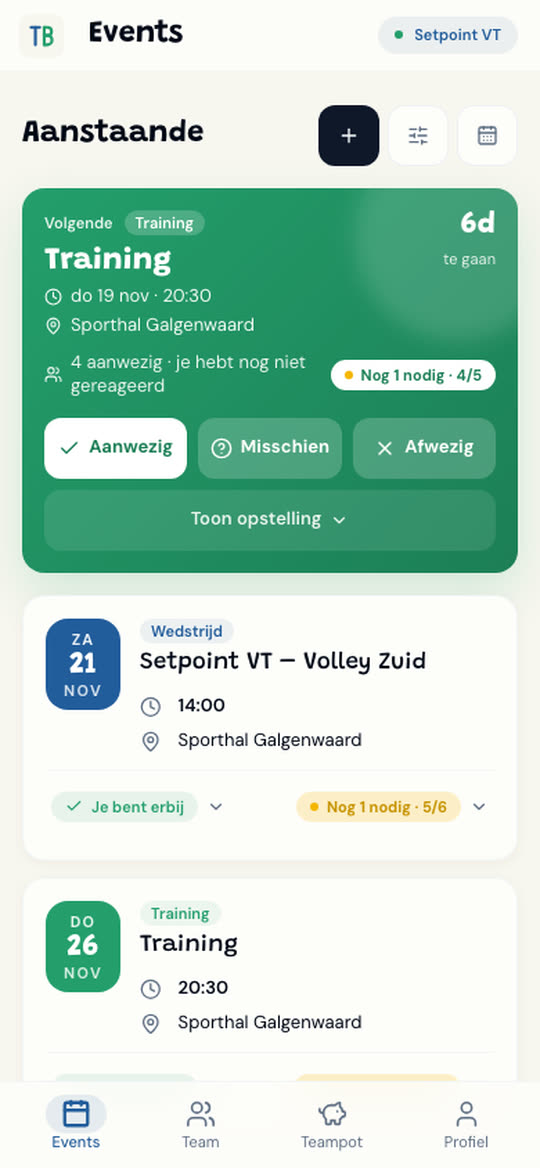 TB Events Setpoint VT
Aanstaande
Volgende Training
6d
Training
te gaan
do 19 nov · 20:30
Sporthal Galgenwaard
4 aanwezig · je hebt nog niet
gereageerd
Nog 1 nodig · 4/5
Aanwezig Misschien Afwezig
Toon opstelling
ZA
21
NOV
Wedstrijd
Setpoint VT – Volley Zuid
14:00
Sporthal Galgenwaard
Je bent erbij
Nog 1 nodig · 5/6
DO
26
NOV
Training
Training
20:30
Sporthal Galgenwaard
Events Team Teampot Profiel